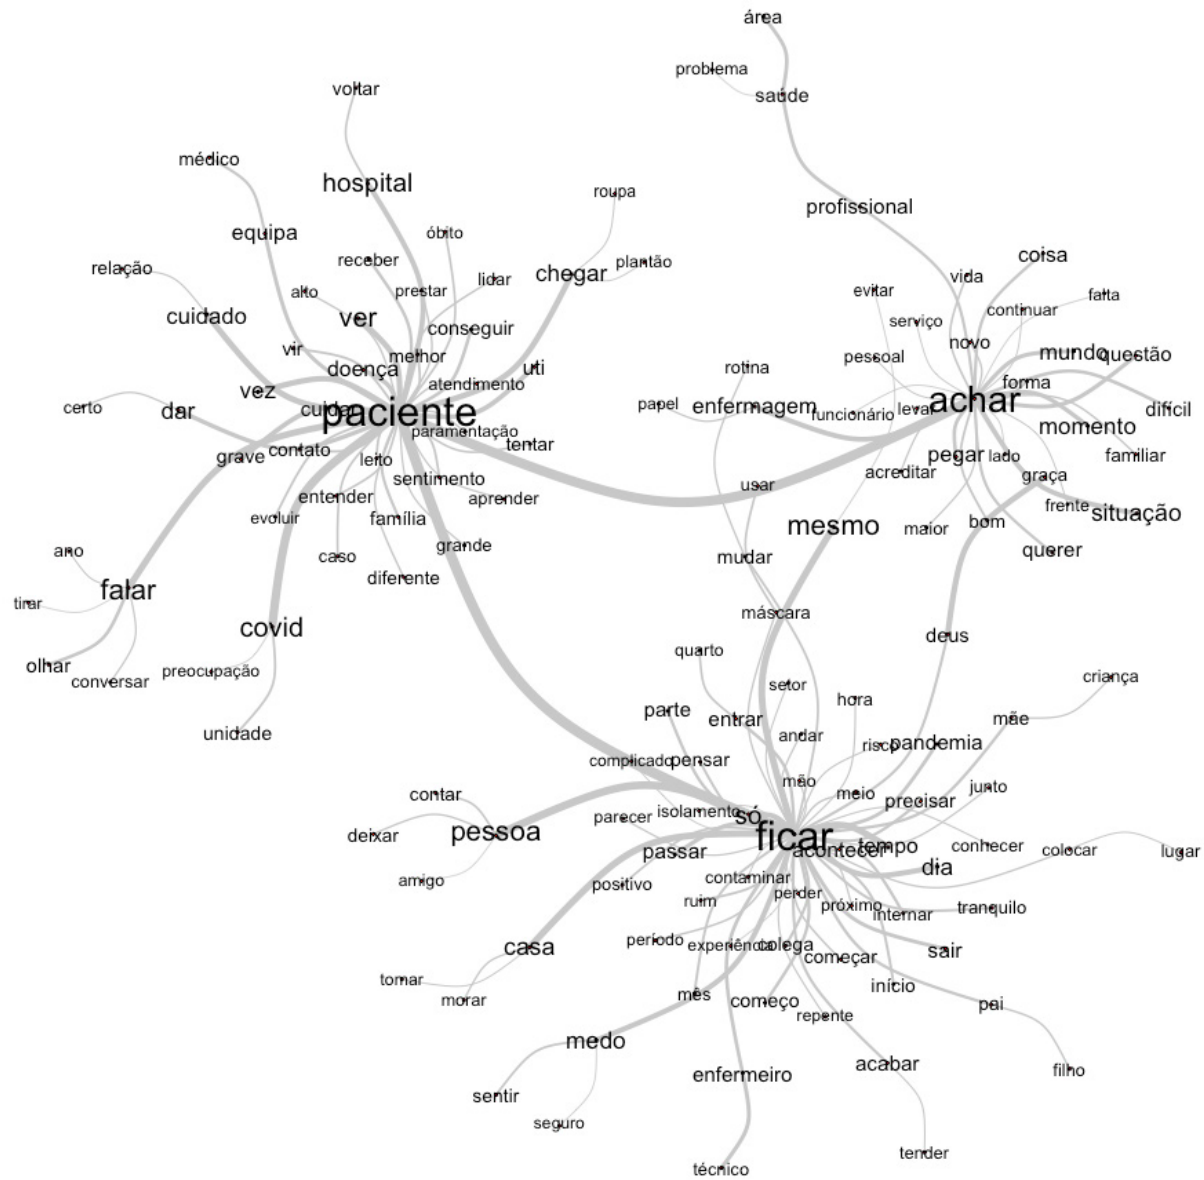 área
problema
saúde
voltar
médico
hospital
roupa
profissional
equipa
óbito
coisa
relação
receber
plantão
chegar
lidar
vida
alto
prestar
evitar
falta
continuar
cuidado
ver
serviço
conseguir
novo
vir
melhor
pessoal
mundo
questão
doença
uti
rotina
atendimento
forma
vez
certo
dar
cuidar
paciente
papel
enfermagem
funcionário
levar
achar
difícil
paramentação
momento
tentar
contato
grave
leito
pegar
lado
familiar
acreditar
sentimento
graça
usar
entender
aprender
frente
situação
evoluir
família
mesmo
maior
bom
grande
ano
caso
mudar
querer
diferente
falar
tirar
máscara
covid
deus
quarto
olhar
preocupação
conversar
criança
setor
hora
parte
entrar
mãe
unidade
andar
risco
pandemia
complicado
pensar
mão
junto
contar
meio
precisar
isolamento
parecer
só
deixar
pessoa
ficar
passar
acontecer
tempo
conhecer
colocar
lugar
dia
amigo
positivo
contaminar
perder
ruim
próximo
internar
tranquilo
período
experiência
colega
casa
sair
começar
tomar
início
morar
mês
começo
pai
repente
medo
acabar
filho
enfermeiro
sentir
seguro
tender
técnico